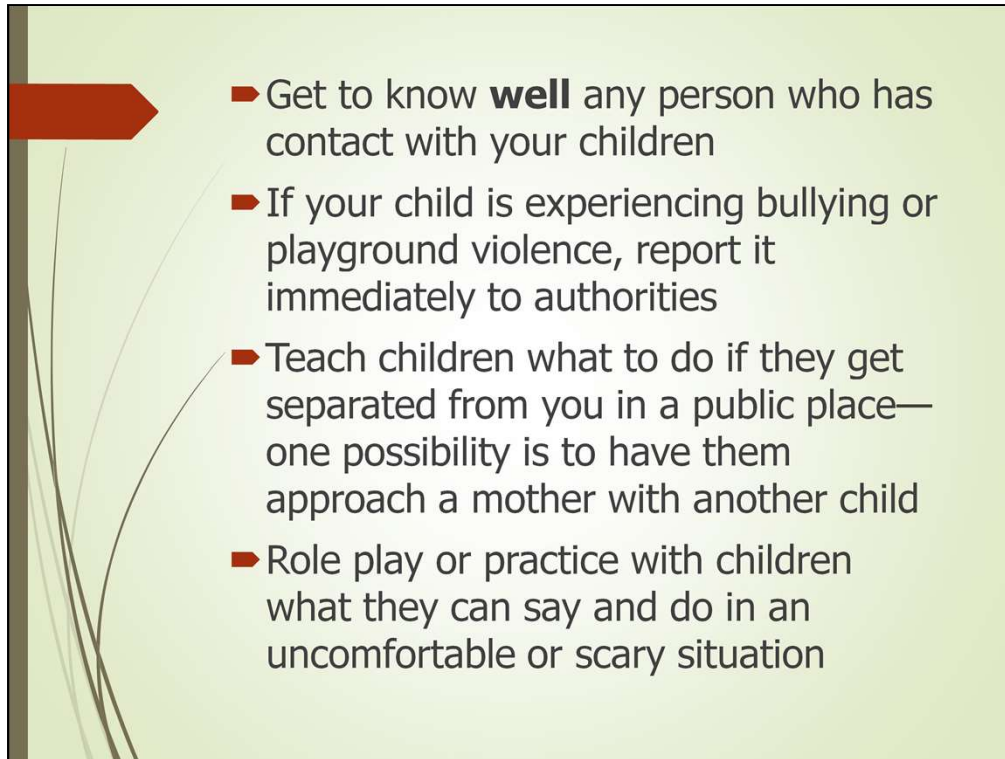 Get to know well any person who has
contact with your children
If your child is experiencing bullying or
playground violence, report it
immediately to authorities
Teach children what to do if they get
separated from you in a public place—
one possibility is to have them
approach a mother with another child
Role play or practice with children
what they can say and do in an
uncomfortable or scary situation